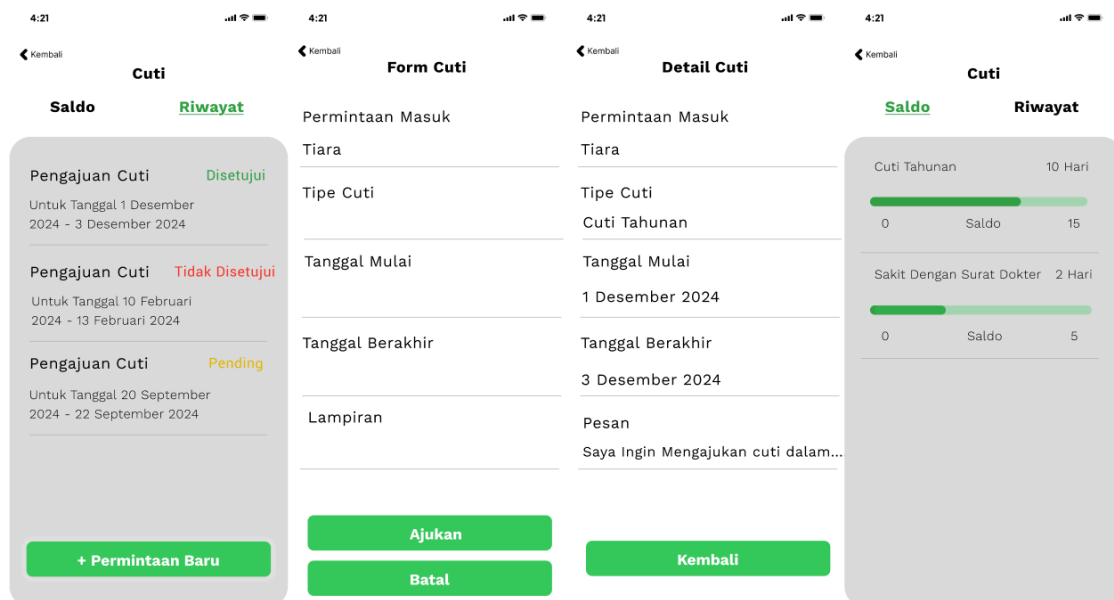 4:21
Kembali
Cuti
Saldo
Riwayat
Pengajuan Cuti
Disetujui
Untuk Tanggal 1 Desember
2024 - 3 Desember 2024
Pengajuan Cuti
Tidak Disetujui
Untuk Tanggal 10 Februari
2024 - 13 Februari 2024
Pengajuan Cuti
Pending
Untuk Tanggal 20 September
2024 - 22 September 2024
+ Permintaan Baru
4:21
Kembali
Form Cuti
Permintaan Masuk
Tiara
Tipe Cuti
Tanggal Mulai
Tanggal Berakhir
Lampiran
Ajukan
Batal
4:21
Kembali
Detail Cuti
Permintaan Masuk
Tiara
Tipe Cuti
Cuti Tahunan
Tanggal Mulai
1 Desember 2024
Tanggal Berakhir
3 Desember 2024
Pesan
Saya Ingin Mengajukan cuti dalam...
Kembali
4:21
Kembali
Cuti
Saldo
Riwayat
Cuti Tahunan
10 Hari
0
Saldo
15
Sakit Dengan Surat Dokter
2 Hari
0
Saldo
5